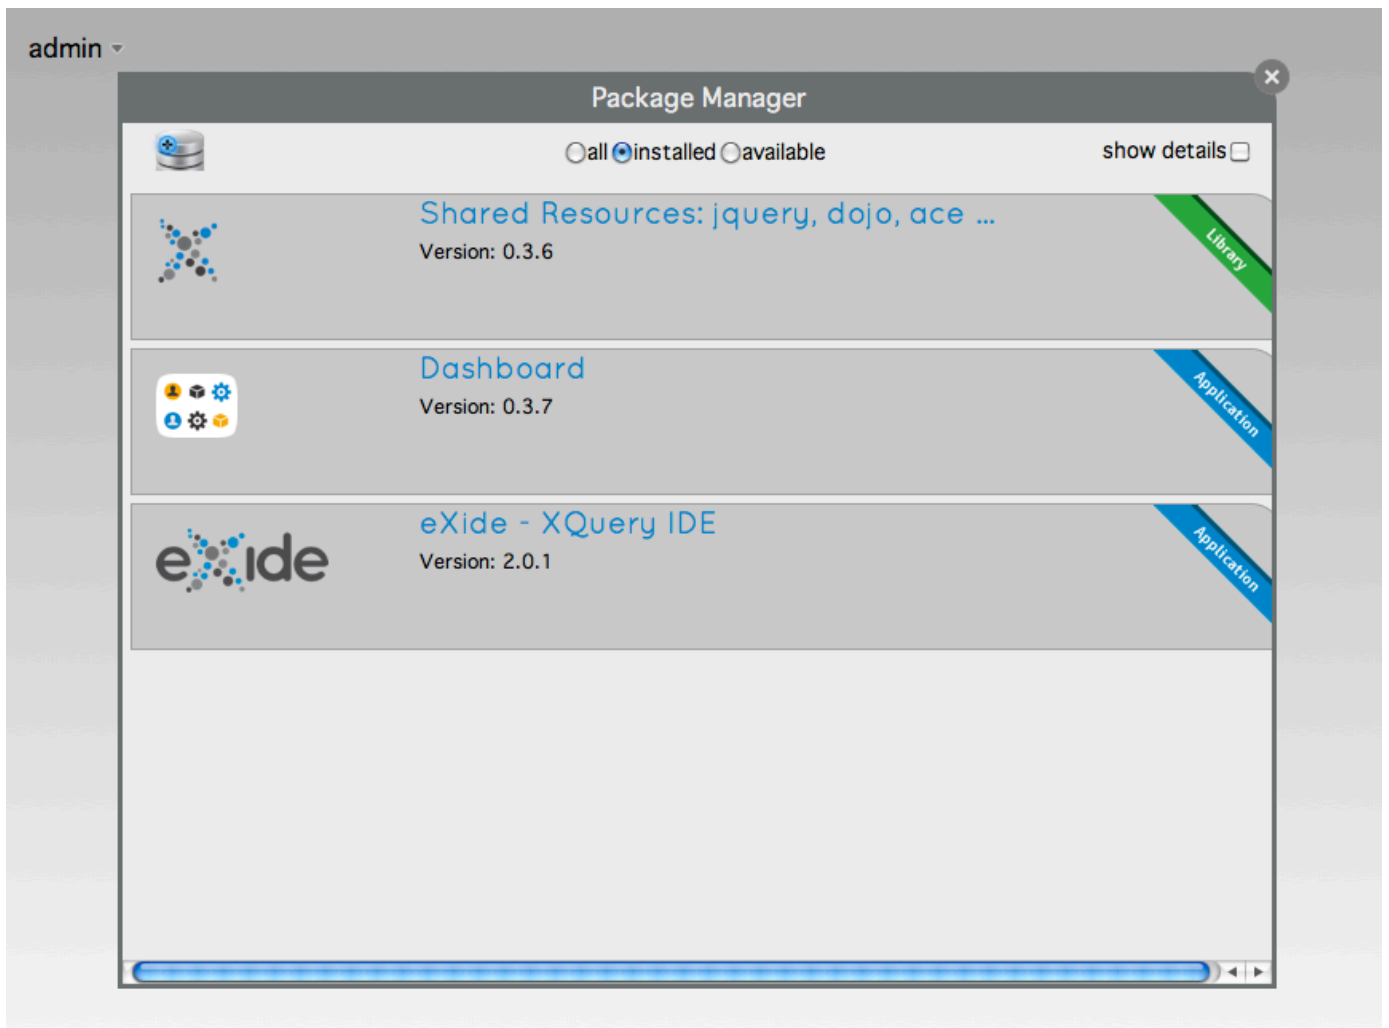 admin
Package Manager
all installed available
show details
Shared Resources: jquery, dojo, ace ...
Version: 0.3.6
Library
Dashboard
Version: 0.3.7
Application
eXide
eXide - XQuery IDE
Version: 2.0.1
Application